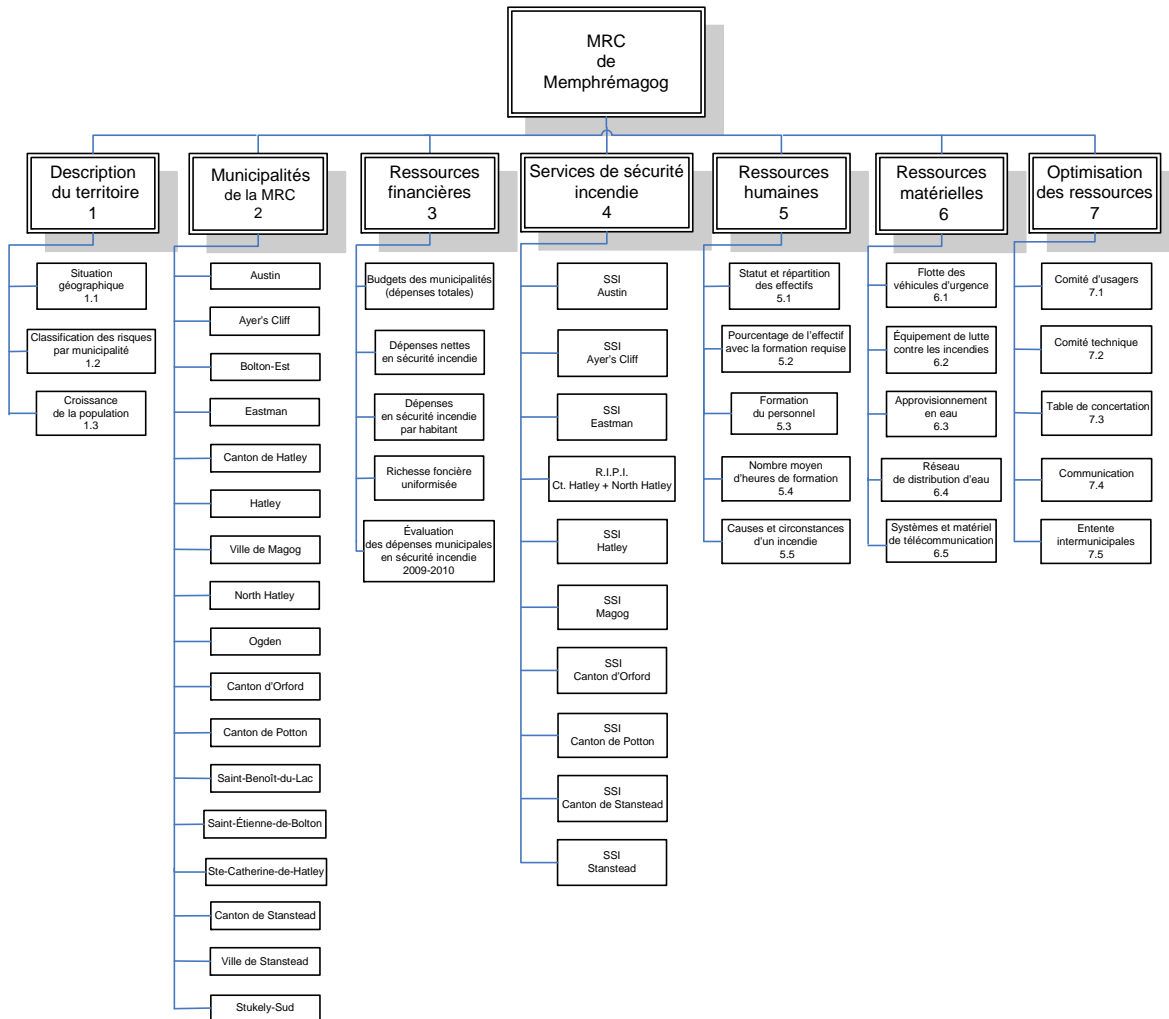 MRC
de
Memphrémagog
Description
du territoire
1
Situation
géographique
1.1
Classification des risques
par municipalité
1.2
Croissance
de la population
1.3
Municipalités
de la MRC
2
Austin
Ayer's Cliff
Bolton-Est
Eastman
Canton de Hatley
Hatley
Ville de Magog
North Hatley
Ogden
Canton d'Orford
Canton de Potton
Saint-Benoît-du-Lac
Saint-Étienne-de-Bolton
Ste-Catherine-de-Hatley
Canton de Stanstead
Ville de Stanstead
Stukely-Sud
Ressources
financières
3
Budgets des municipalités
(dépenses totales)
Dépenses nettes
en sécurité incendie
Dépenses
en sécurité incendie
par habitant
Richesse foncière
uniformisée
Évaluation
des dépenses municipales
en sécurité incendie
2009-2010
Services de sécurité
incendie
4
SSI
Austin
SSI
Ayer's Cliff
SSI
Eastman
R.I.P.I.
Ct. Hatley + North Hatley
SSI
Hatley
SSI
Magog
SSI
Canton d'Orford
SSI
Canton de Potton
SSI
Canton de Stanstead
SSI
Stanstead
Ressources
humaines
5
Statut et répartition
des effectifs
5.1
Pourcentage de l'effectif
avec la formation requise
5.2
Formation
du personnel
5.3
Nombre moyen
d'heures de formation
5.4
Causes et circonstances
d'un incendie
5.5
Ressources
matérielles
6
Flotte des
véhicules d'urgence
6.1
Équipement de lutte
contre les incendies
6.2
Approvisionnement
en eau
6.3
Réseau
de distribution d'eau
6.4
Systèmes et matériel
de télécommunication
6.5
Optimisation
des ressources
7
Comité d'usagers
7.1
Comité technique
7.2
Table de concertation
7.3
Communication
7.4
Entente
intermunicipales
7.5